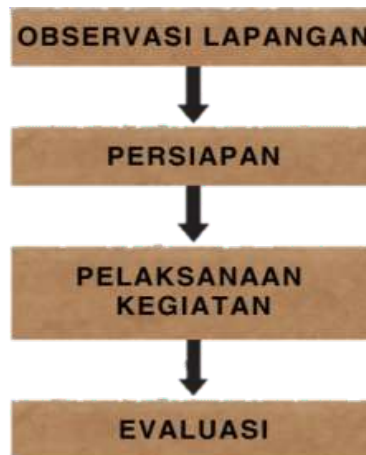 OBSERVASI LAPANGAN
PERSIAPAN
PELAKSANAAN
KEGIATAN
EVALUASI